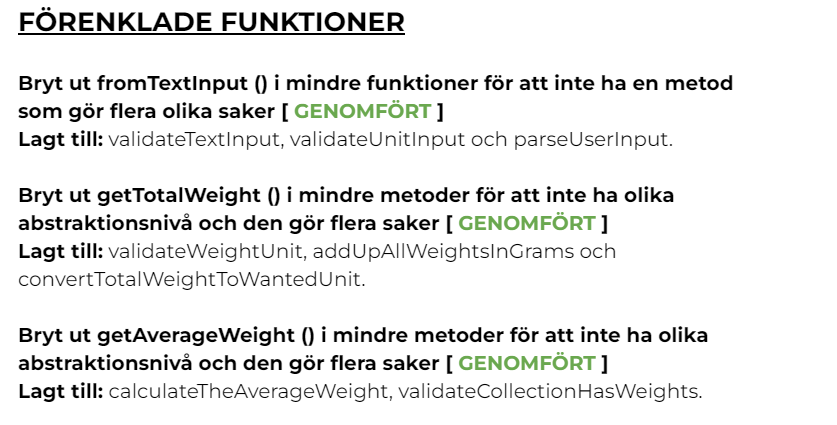 FÖRENKLADE FUNKTIONER
Bryt ut fromTextInput () i mindre funktioner för att inte ha en metod
som gör flera olika saker [ GENOMFÖRT ]
Lagt till: validateTextInput, validateUnitInput och parseUserInput.
Bryt ut getTotalWeight () i mindre metoder för att inte ha olika
abstraktionsnivå och den gör flera saker [ GENOMFÖRT ]
Lagt till: validateWeightUnit, addUpAllWeightsInGrams och
convertTotalWeightToWantedUnit.
Bryt ut getAverageWeight () i mindre metoder för att inte ha olika
abstraktionsnivå och den gör flera saker [ GENOMFÖRT ]
Lagt till: calculateTheAverageWeight, validateCollectionHasWeights.